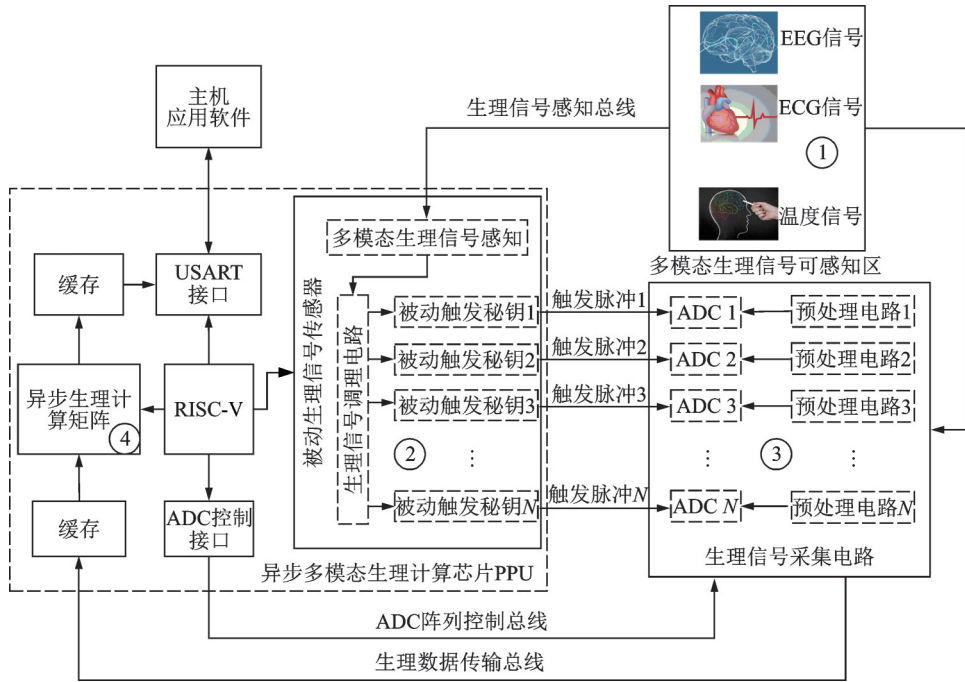 EEG信号
ECG信号
①
温度信号
多模态生理信号可感知区
主机
应用软件
生理信号感知总线
多模态生理信号感知
被动生理信号传感器
生理信号调理电路
缓存
USART
接口
被动触发秘钥1
触发脉冲1
ADC 1
预处理电路1
被动触发秘钥2
触发脉冲2
ADC 2
预处理电路2
异步生理计
算矩阵
④
RISC-V
被动触发秘钥3
触发脉冲3
ADC 3
预处理电路3
②
⋮
⋮
③
⋮
缓存
ADC控制
接口
被动触发秘钥N
触发脉冲N
ADC N
预处理电路N
生理信号采集电路
异步多模态生理计算芯片PPU
ADC阵列控制总线
生理数据传输总线